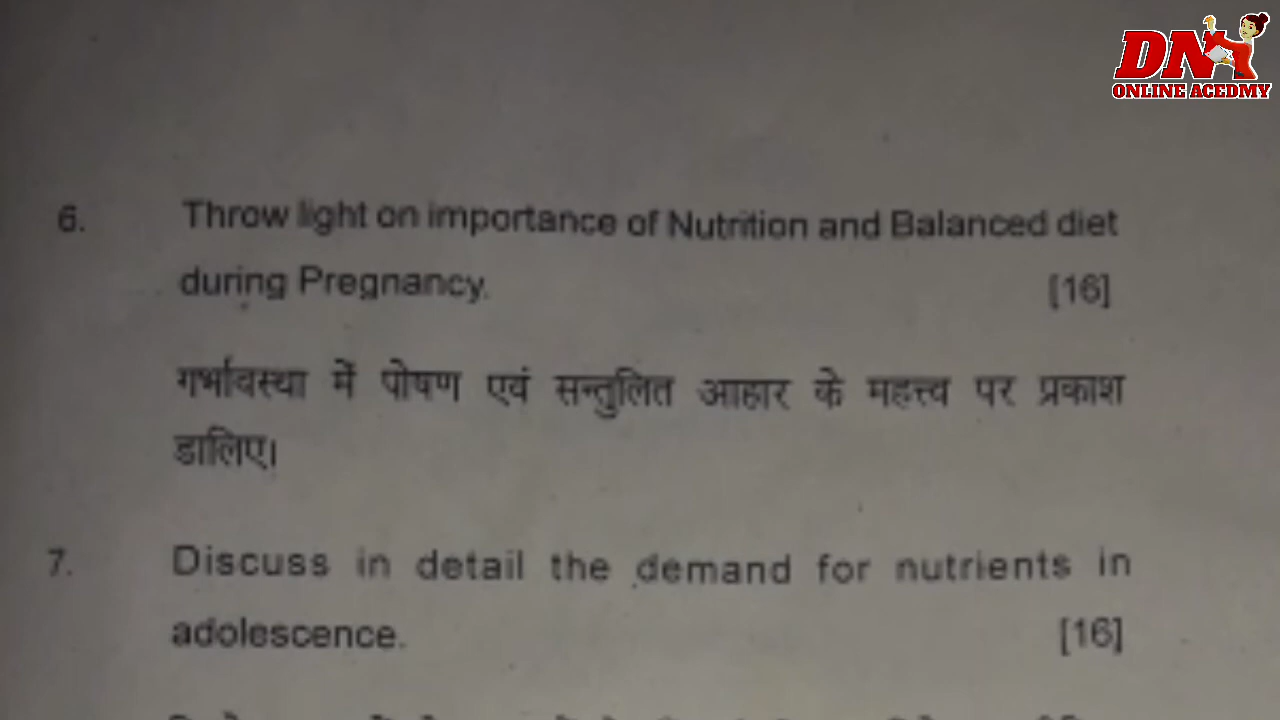 DN
ONLINE ACEDMY
6. Throw light on importance of Nutrition and Balanced diet
during Pregnancy. [16]
गर्भावस्था में पोषण एवं सन्तुलित आहार के महत्त्व पर प्रकाश
डालिए।
7. Discuss in detail the demand for nutrients in
adolescence. [16]